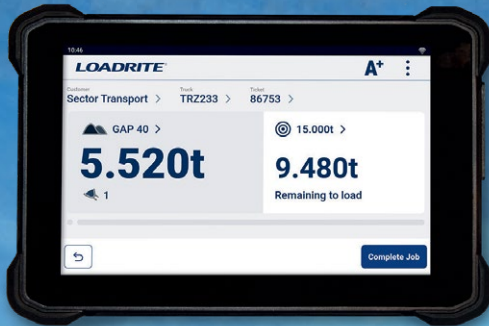 10:46
LOADRITE
A+
Customer
Sector Transport >
Truck
TRZ233 >
Ticket
86753 >
GAP 40 >
5.520t
1
15.000t >
9.480t
Remaining to load
Complete Job